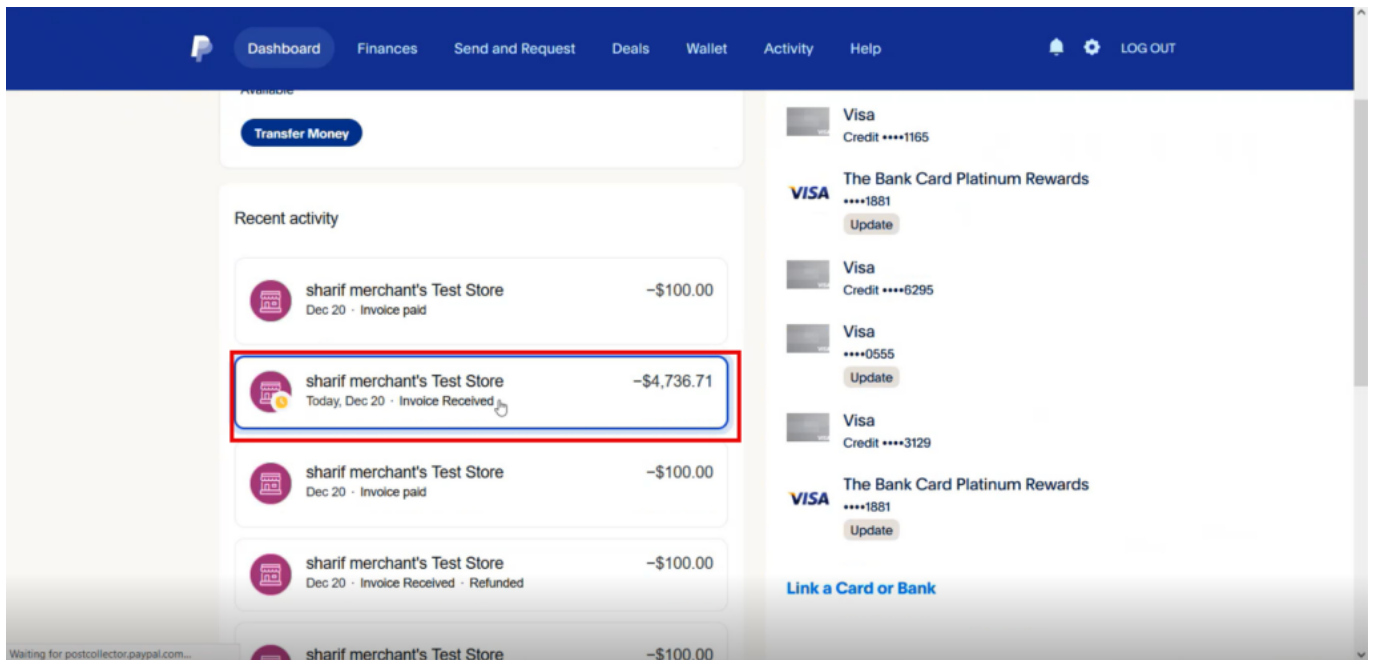 Dashboard Finances Send and Request Deals Wallet Activity Help LOG OUT
Available
Transfer Money
Recent activity
sharif merchant's Test Store −$100.00
Dec 20 · Invoice paid
sharif merchant's Test Store −$4,736.71
Today, Dec 20 · Invoice Received
sharif merchant's Test Store −$100.00
Dec 20 · Invoice paid
sharif merchant's Test Store −$100.00
Dec 20 · Invoice Received · Refunded
sharif merchant's Test Store −$100.00
Visa
Credit ••••1165
VISA
The Bank Card Platinum Rewards
••••1881
Update
Visa
Credit ••••6295
Visa
••••0555
Update
Visa
Credit ••••3129
VISA
The Bank Card Platinum Rewards
••••1881
Update
Link a Card or Bank
Waiting for postcollector.paypal.com...